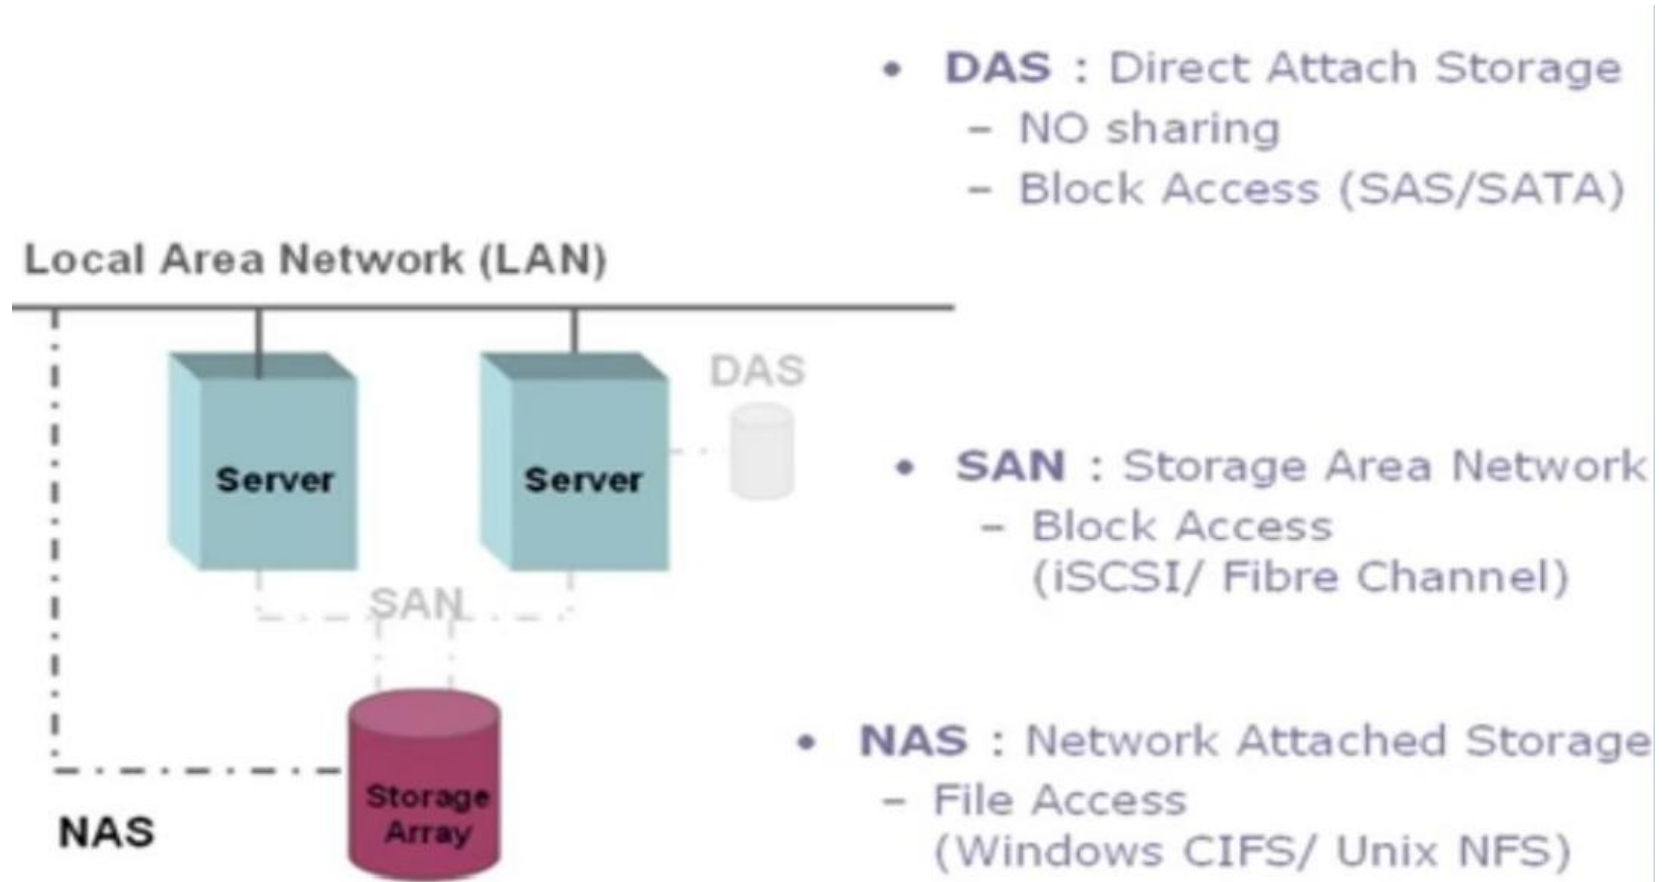 • DAS : Direct Attach Storage
– NO sharing
– Block Access (SAS/SATA)
Local Area Network (LAN)
DAS
Server
Server
• SAN : Storage Area Network
– Block Access
(iSCSI/ Fibre Channel)
SAN
• NAS : Network Attached Storage
– File Access
(Windows CIFS/ Unix NFS)
Storage
Array
NAS